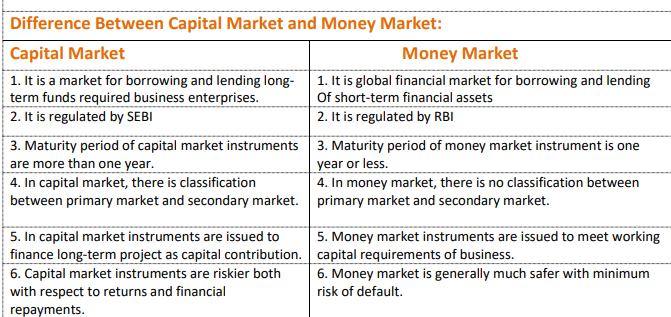 Difference Between Capital Market and Money Market:
Capital Market
Money Market
1. It is a market for borrowing and lending long-
term funds required business enterprises.
1. It is global financial market for borrowing and lending
Of short-term financial assets
2. It is regulated by SEBI
2. It is regulated by RBI
3. Maturity period of capital market instruments
are more than one year.
3. Maturity period of money market instrument is one
year or less.
4. In capital market, there is classification
between primary market and secondary market.
4. In money market, there is no classification between
primary market and secondary market.
5. In capital market instruments are issued to
finance long-term project as capital contribution.
5. Money market instruments are issued to meet working
capital requirements of business.
6. Capital market instruments are riskier both
with respect to returns and financial
repayments.
6. Money market is generally much safer with minimum
risk of default.